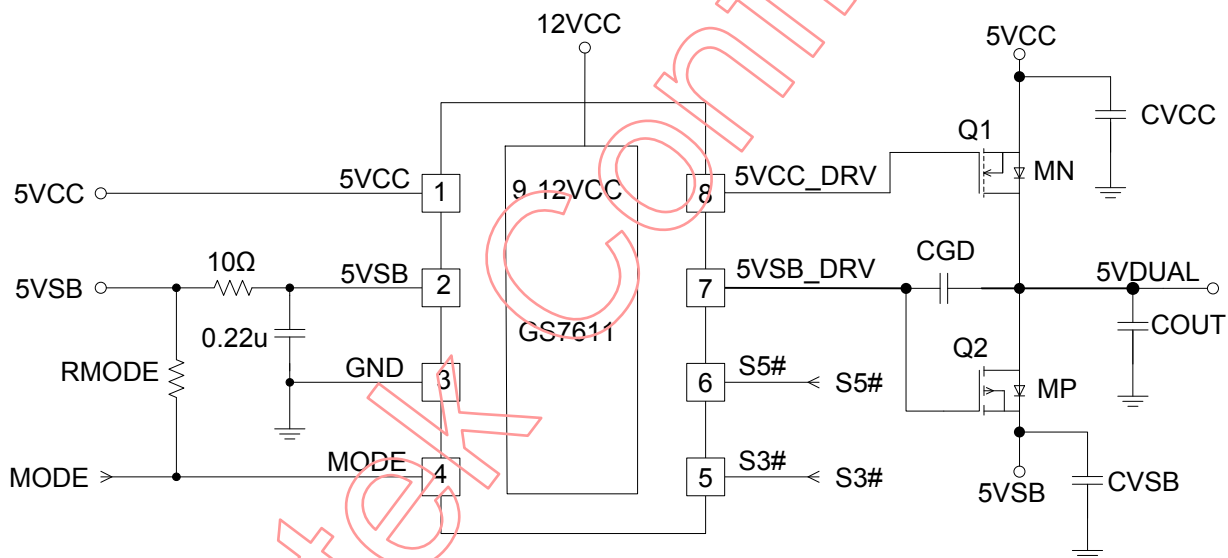 12VCC
5VCC
CVCC
Q1
5VCC
5VCC
1
9 12VCC
8
5VCC_DRV
MN
10Ω
5VSB
5VSB
2
7
5VSB_DRV
CGD
5VDUAL
0.22u
GS7611
COUT
RMODE
GND
3
6
S5#
S5#
Q2
MP
MODE
MODE
4
5
S3#
S3#
5VSB
CVSB
tek Conf